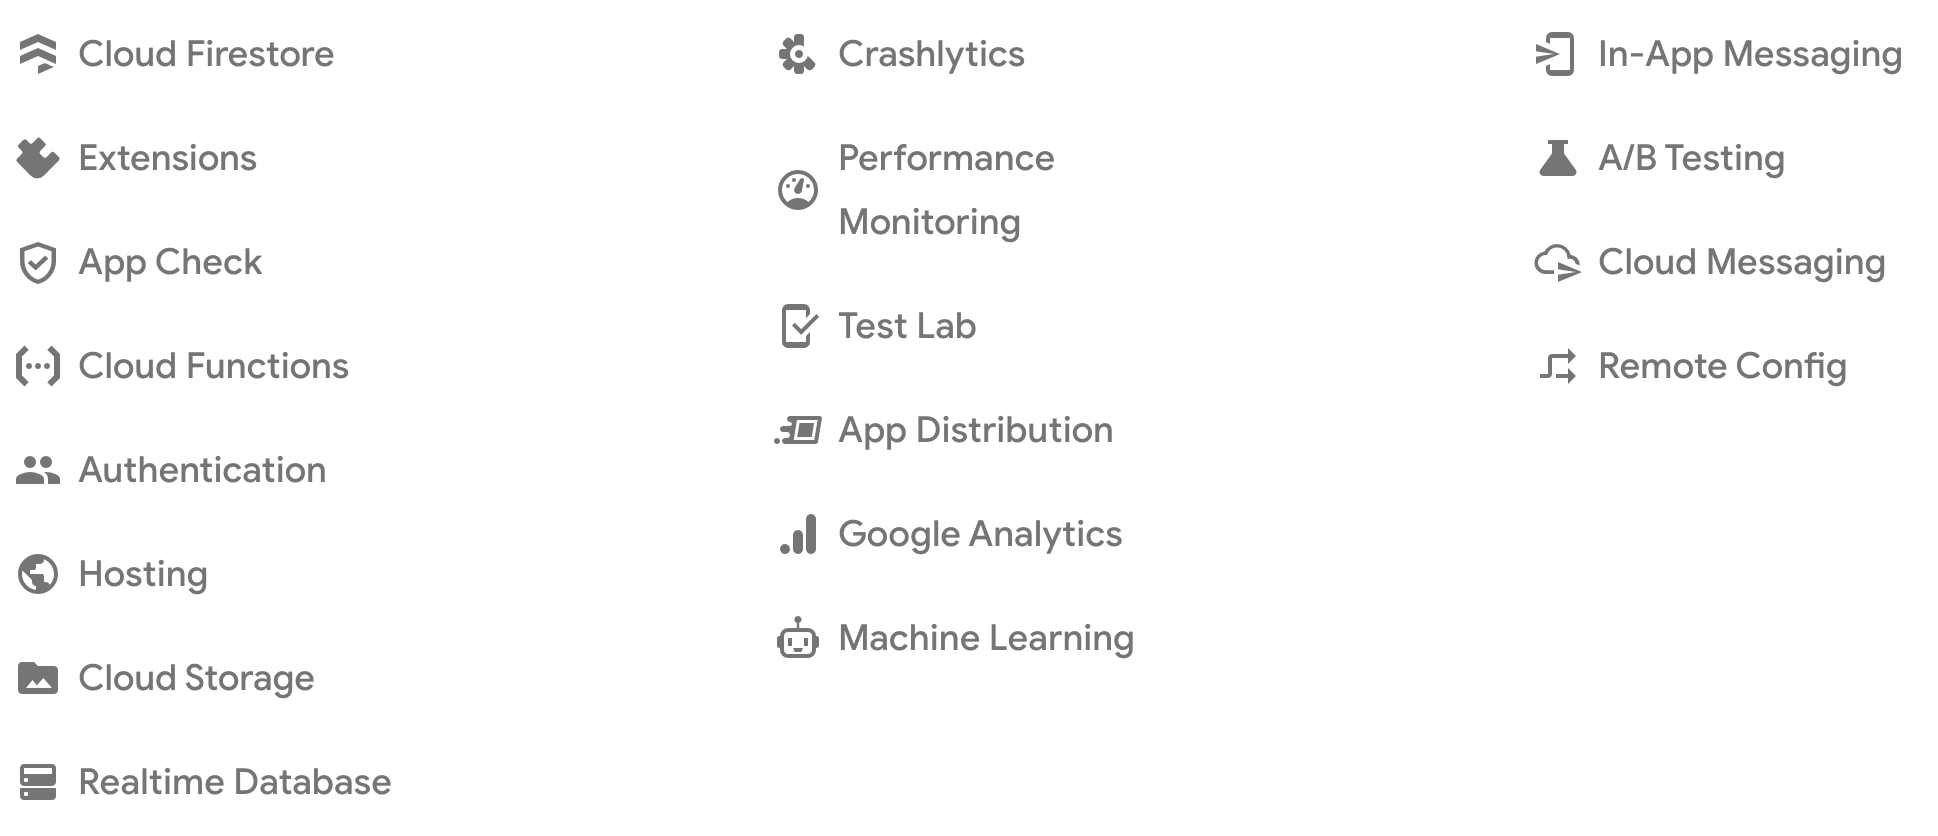 Cloud Firestore
Extensions
App Check
Cloud Functions
Authentication
Hosting
Cloud Storage
Realtime Database
Crashlytics
Performance
Monitoring
Test Lab
App Distribution
Google Analytics
Machine Learning
In-App Messaging
A/B Testing
Cloud Messaging
Remote Config